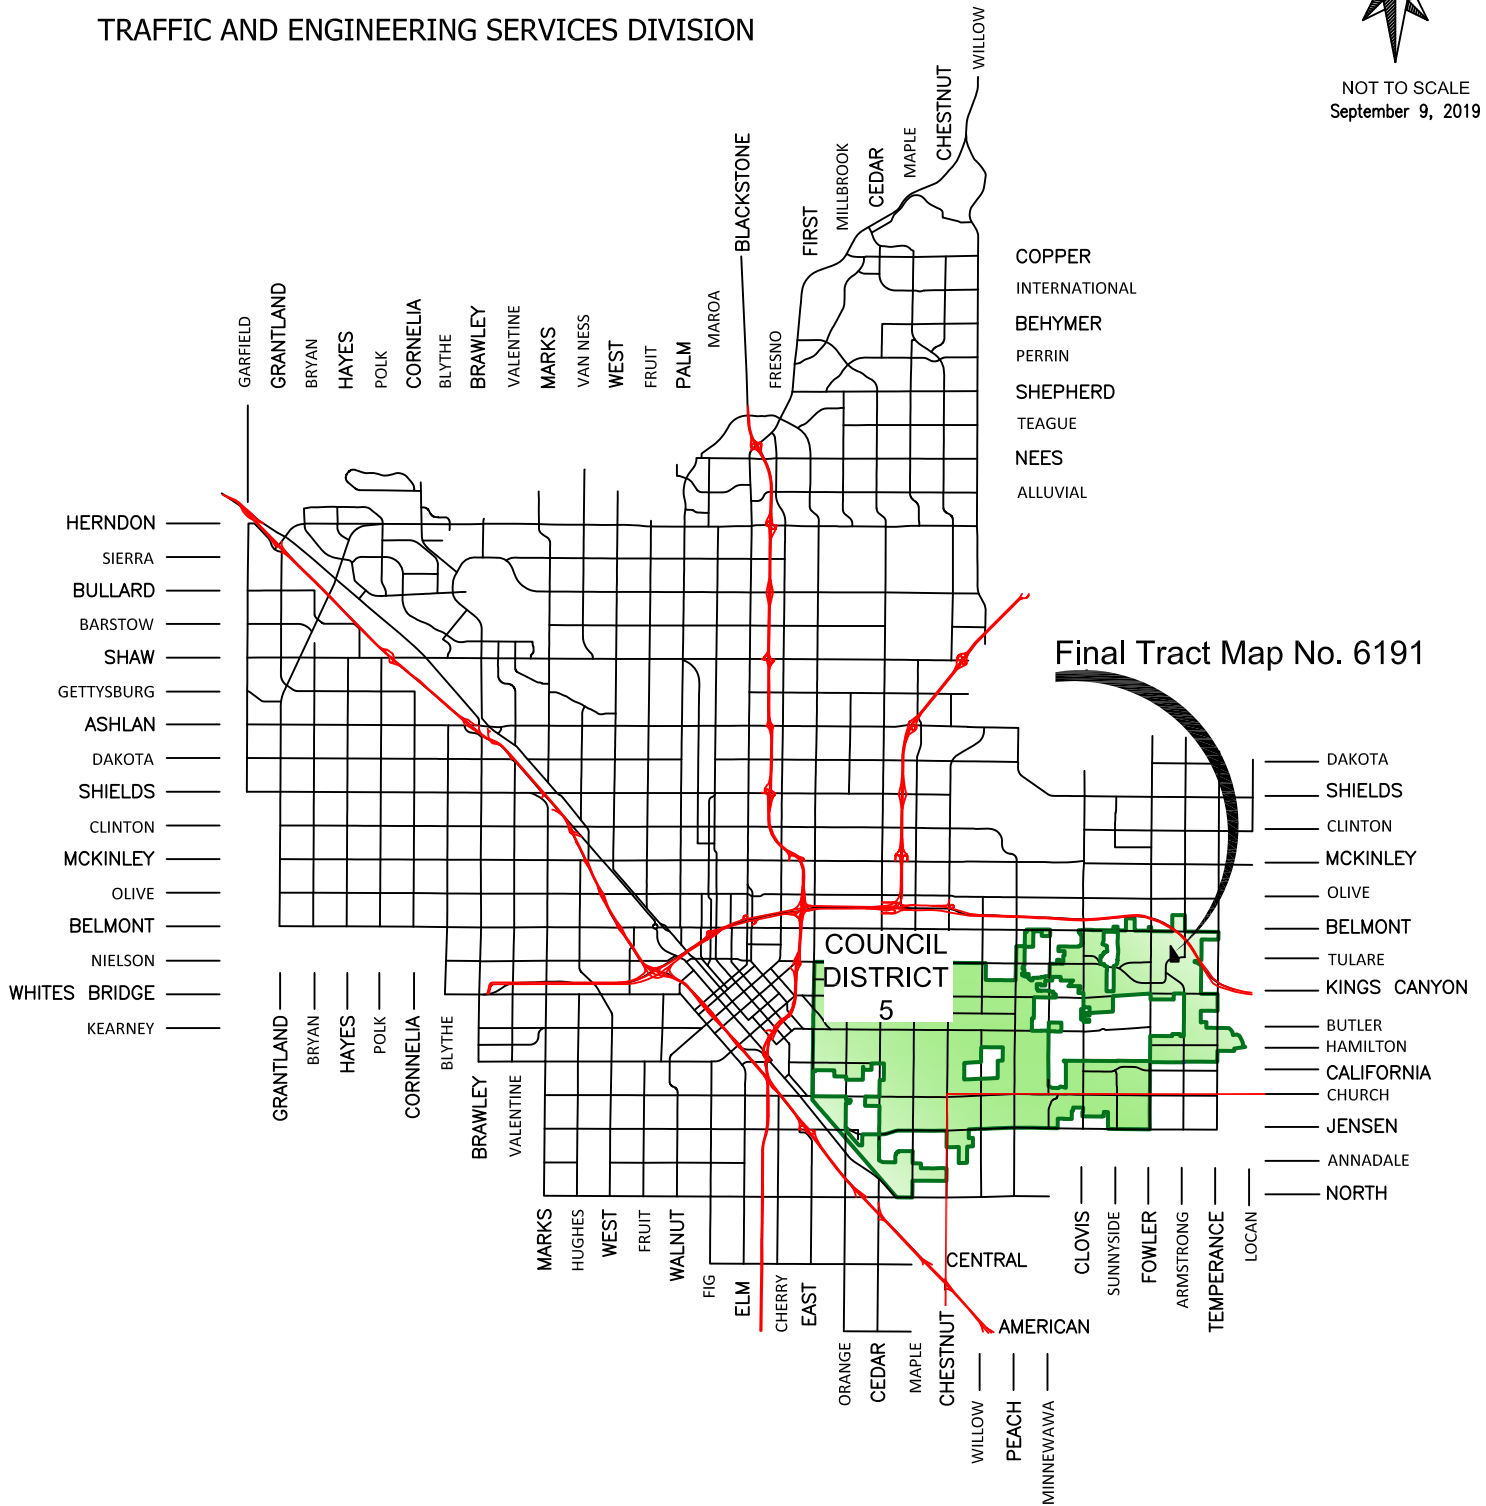 TRAFFIC AND ENGINEERING SERVICES DIVISION
NOT TO SCALE
September 9, 2019
WILLOW
CHESTNUT
MAPLE
CEDAR
MILLBROOK
FIRST
BLACKSTONE
FRESNO
MAROA
PALM
FRUIT
WEST
VAN NESS
MARKS
VALENTINE
BRAWLEY
BLYTHE
CORNELIA
POLK
HAYES
BRYAN
GRANTLAND
GARFIELD
COPPER
INTERNATIONAL
BEHYMER
PERRIN
SHEPHERD
TEAGUE
NEES
ALLUVIAL
HERNDON
SIERRA
BULLARD
BARSTOW
SHAW
GETTYSBURG
ASHLAN
DAKOTA
SHIELDS
CLINTON
MCKINLEY
OLIVE
BELMONT
NIELSON
WHITES BRIDGE
KEARNEY
Final Tract Map No. 6191
DAKOTA
SHIELDS
CLINTON
MCKINLEY
OLIVE
BELMONT
TULARE
KINGS CANYON
BUTLER
HAMILTON
CALIFORNIA
CHURCH
JENSEN
ANNADALE
NORTH
COUNCIL
DISTRICT
5
GRANTLAND
BRYAN
HAYES
POLK
CORNNELIA
BLYTHE
BRAWLEY
VALENTINE
MARKS
HUGHES
WEST
FRUIT
WALNUT
FIG
ELM
CHERRY
EAST
ORANGE
CEDAR
MAPLE
CHESTNUT
WILLOW
PEACH
MINNEWAWA
CENTRAL
AMERICAN
CLOVIS
SUNNYSIDE
FOWLER
ARMSTRONG
TEMPERANCE
LOCAN